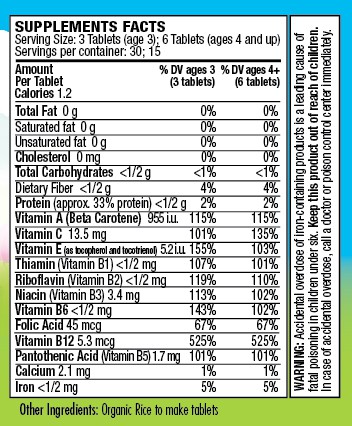 SUPPLEMENTS FACTS
Serving Size: 3 Tablets (age 3); 6 Tablets (ages 4 and up)
Servings per container: 30; 15
Amount % DV ages 3 % DV ages 4+
Per Tablet (3 tablets) (6 tablets)
Calories 1.2
Total Fat 0 g 0% 0%
Saturated fat 0 g 0% 0%
Unsaturated fat 0 g 0% 0%
Cholesterol 0 mg 0% 0%
Total Carbohydrates <1/2 g <1% <1%
Dietary Fiber <1/2 g 4% 4%
Protein (approx. 33% protein) <1/2 g 2% 2%
Vitamin A (Beta Carotene) 955 i.u. 115% 115%
Vitamin C 13.5 mg 101% 135%
Vitamin E (as tocopherol and tocotrienol) 5.2 i.u. 155% 103%
Thiamin (Vitamin B1) <1/2 mg 107% 101%
Riboflavin (Vitamin B2) <1/2 mg 119% 110%
Niacin (Vitamin B3) 3.4 mg 113% 102%
Vitamin B6 <1/2 mg 143% 102%
Folic Acid 45 mcg 67% 67%
Vitamin B12 5.3 mcg 525% 525%
Pantothenic Acid (Vitamin B5) 1.7 mg 101% 101%
Calcium 2.1 mg 1% 1%
Iron <1/2 mg 5% 5%
Other Ingredients: Organic Rice to make tablets
WARNING: Accidental overdose of iron-containing products is a leading cause of
fatal poisoning in children under six. Keep this product out of reach of children.
In case of accidental overdose, call a doctor or poison control center immediately.